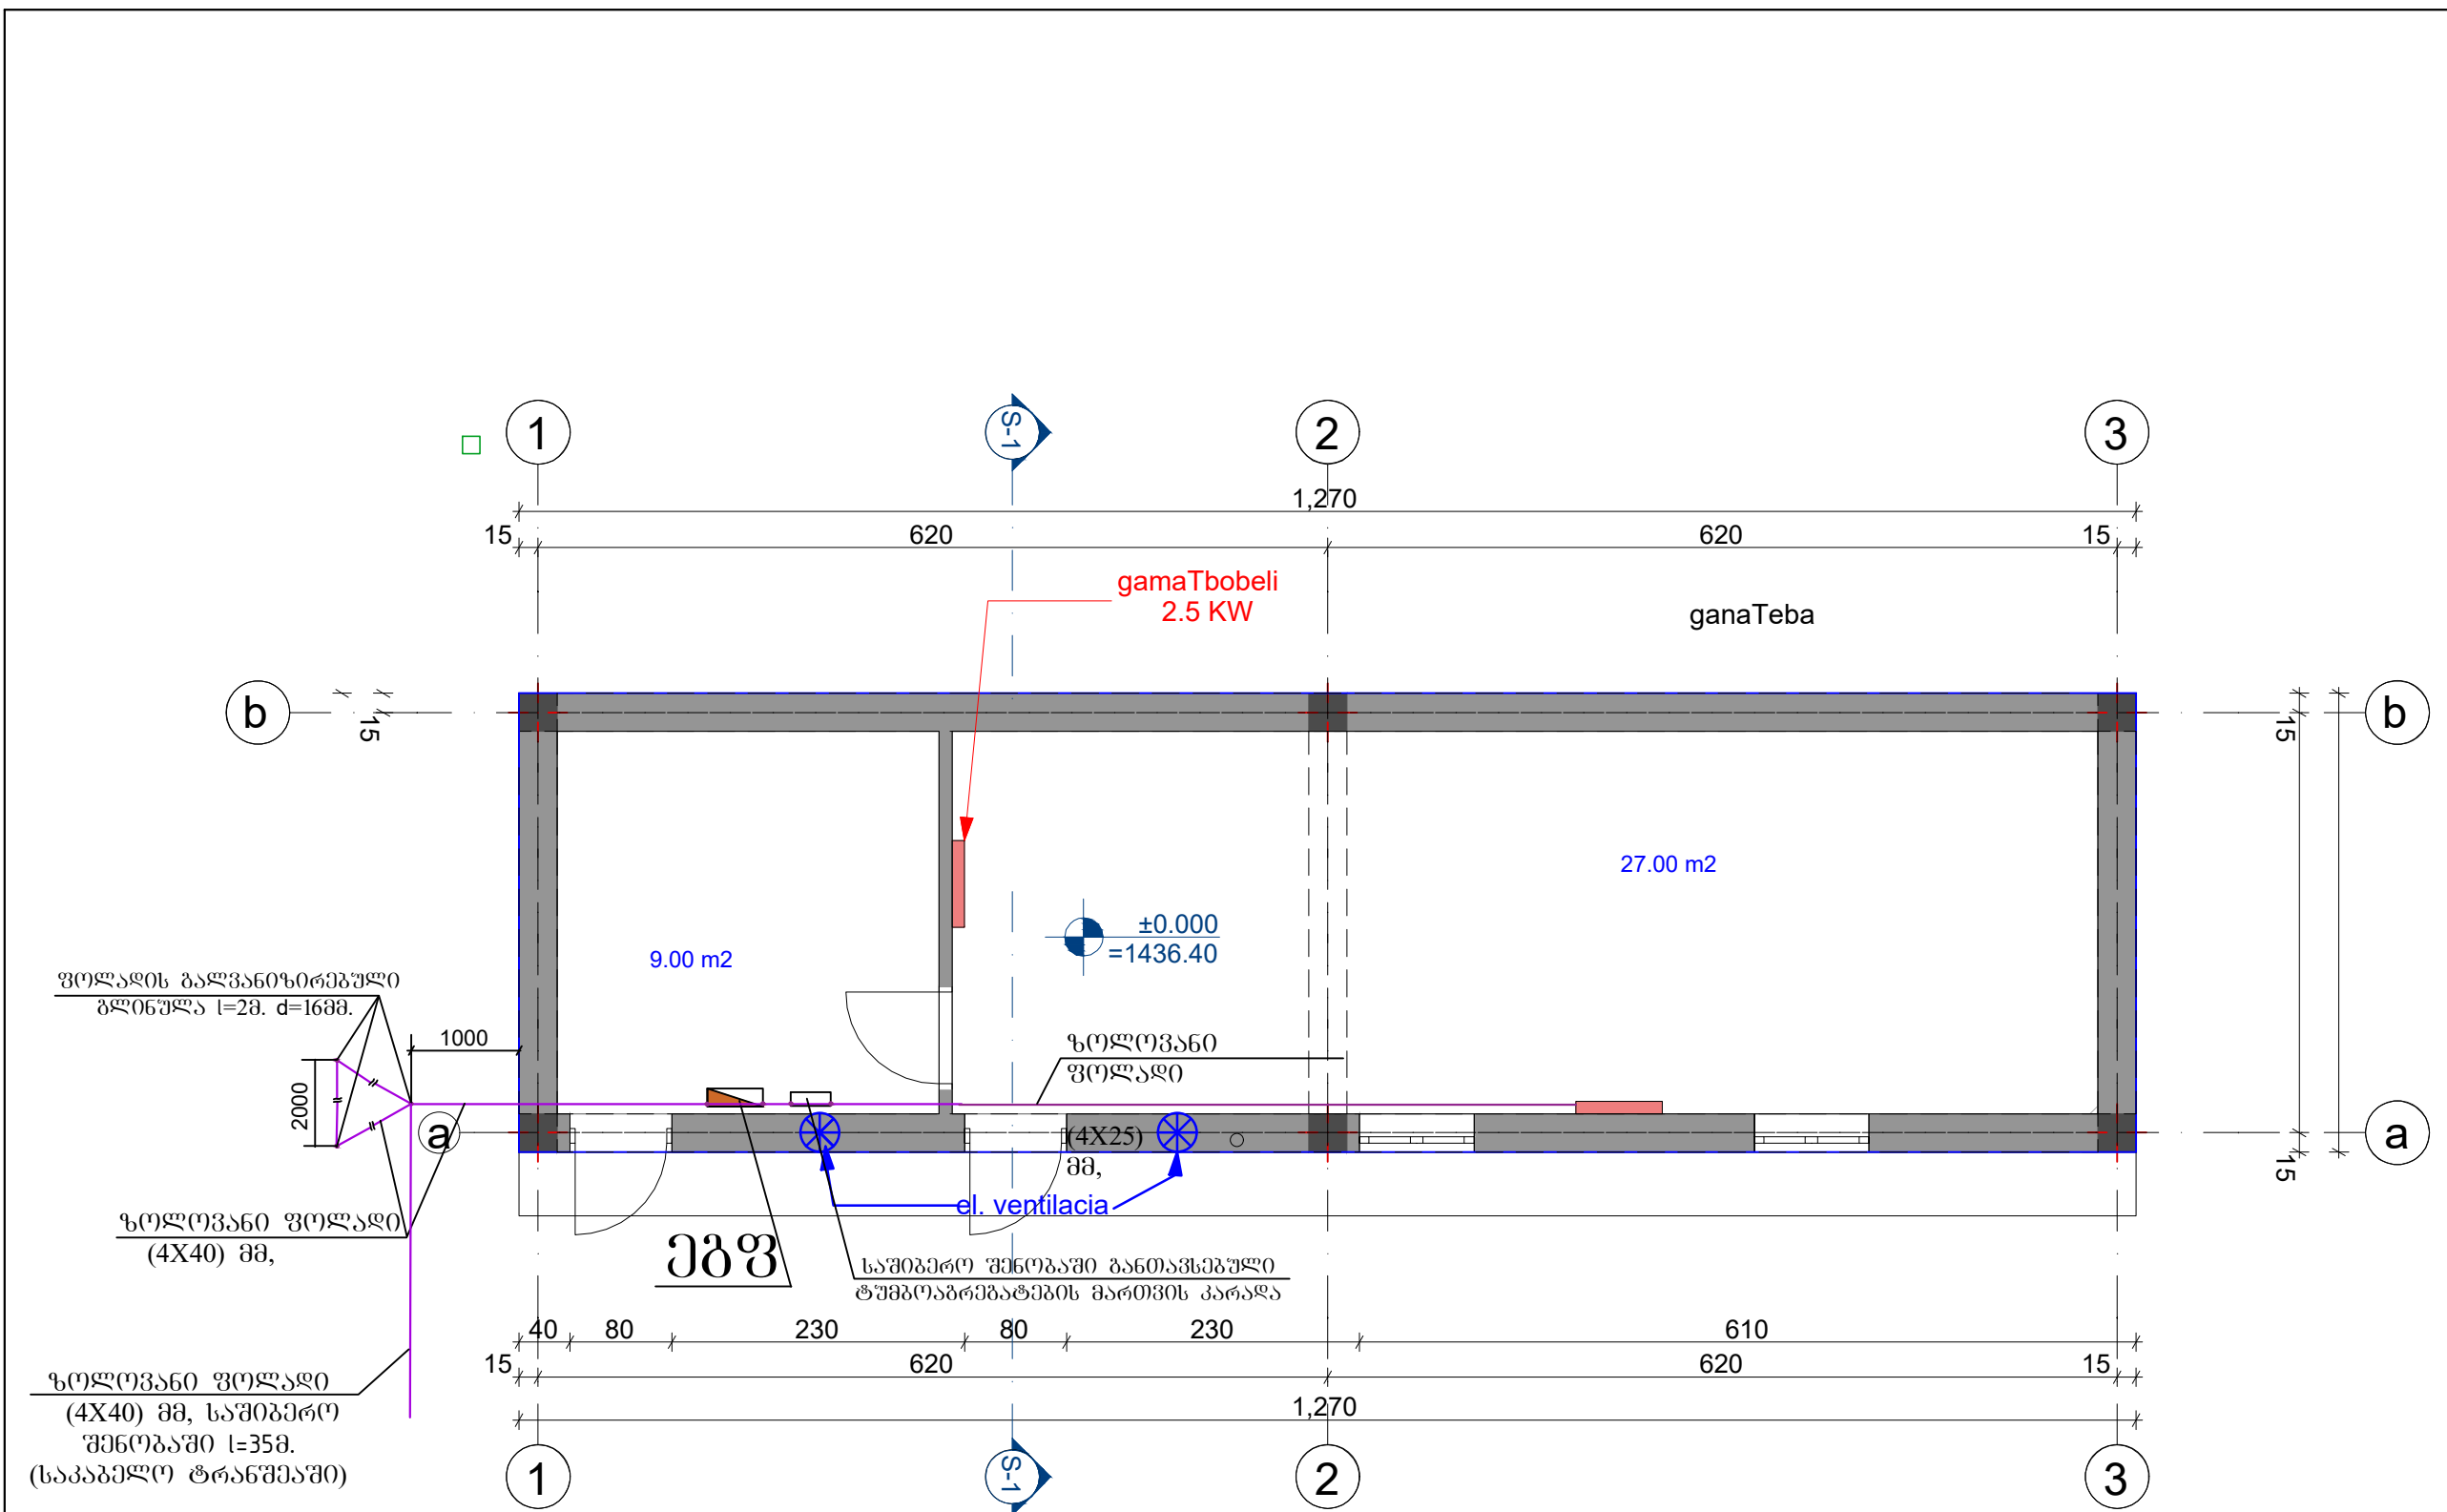 1
S-1
2
3
1,270
15
620
620
15
gamaTbobeli
2.5 KW
ganaTeba
b
15
15
b
27.00 m2
±0.000
=1436.40
9.00 m2
ფოლადის გალვანიზირებული
გლინულა l=2მ. d=16მმ.
1000
ზოლოვანი
ფოლადი
2000
a
(4X25)
მმ,
a
15
el. ventilacia
ზოლოვანი ფოლადი
(4X40) მმ,
ეგფ
საშიბერო შენობაში განთავსებული
ტუმბოაგრეგატების მართვის კარადა
40
80
230
80
230
610
15
620
620
15
ზოლოვანი ფოლადი
(4X40) მმ, საშიბერო
შენობაში l=35მ.
(საკაბელო ტრანშეაში)
1,270
1
S-1
2
3